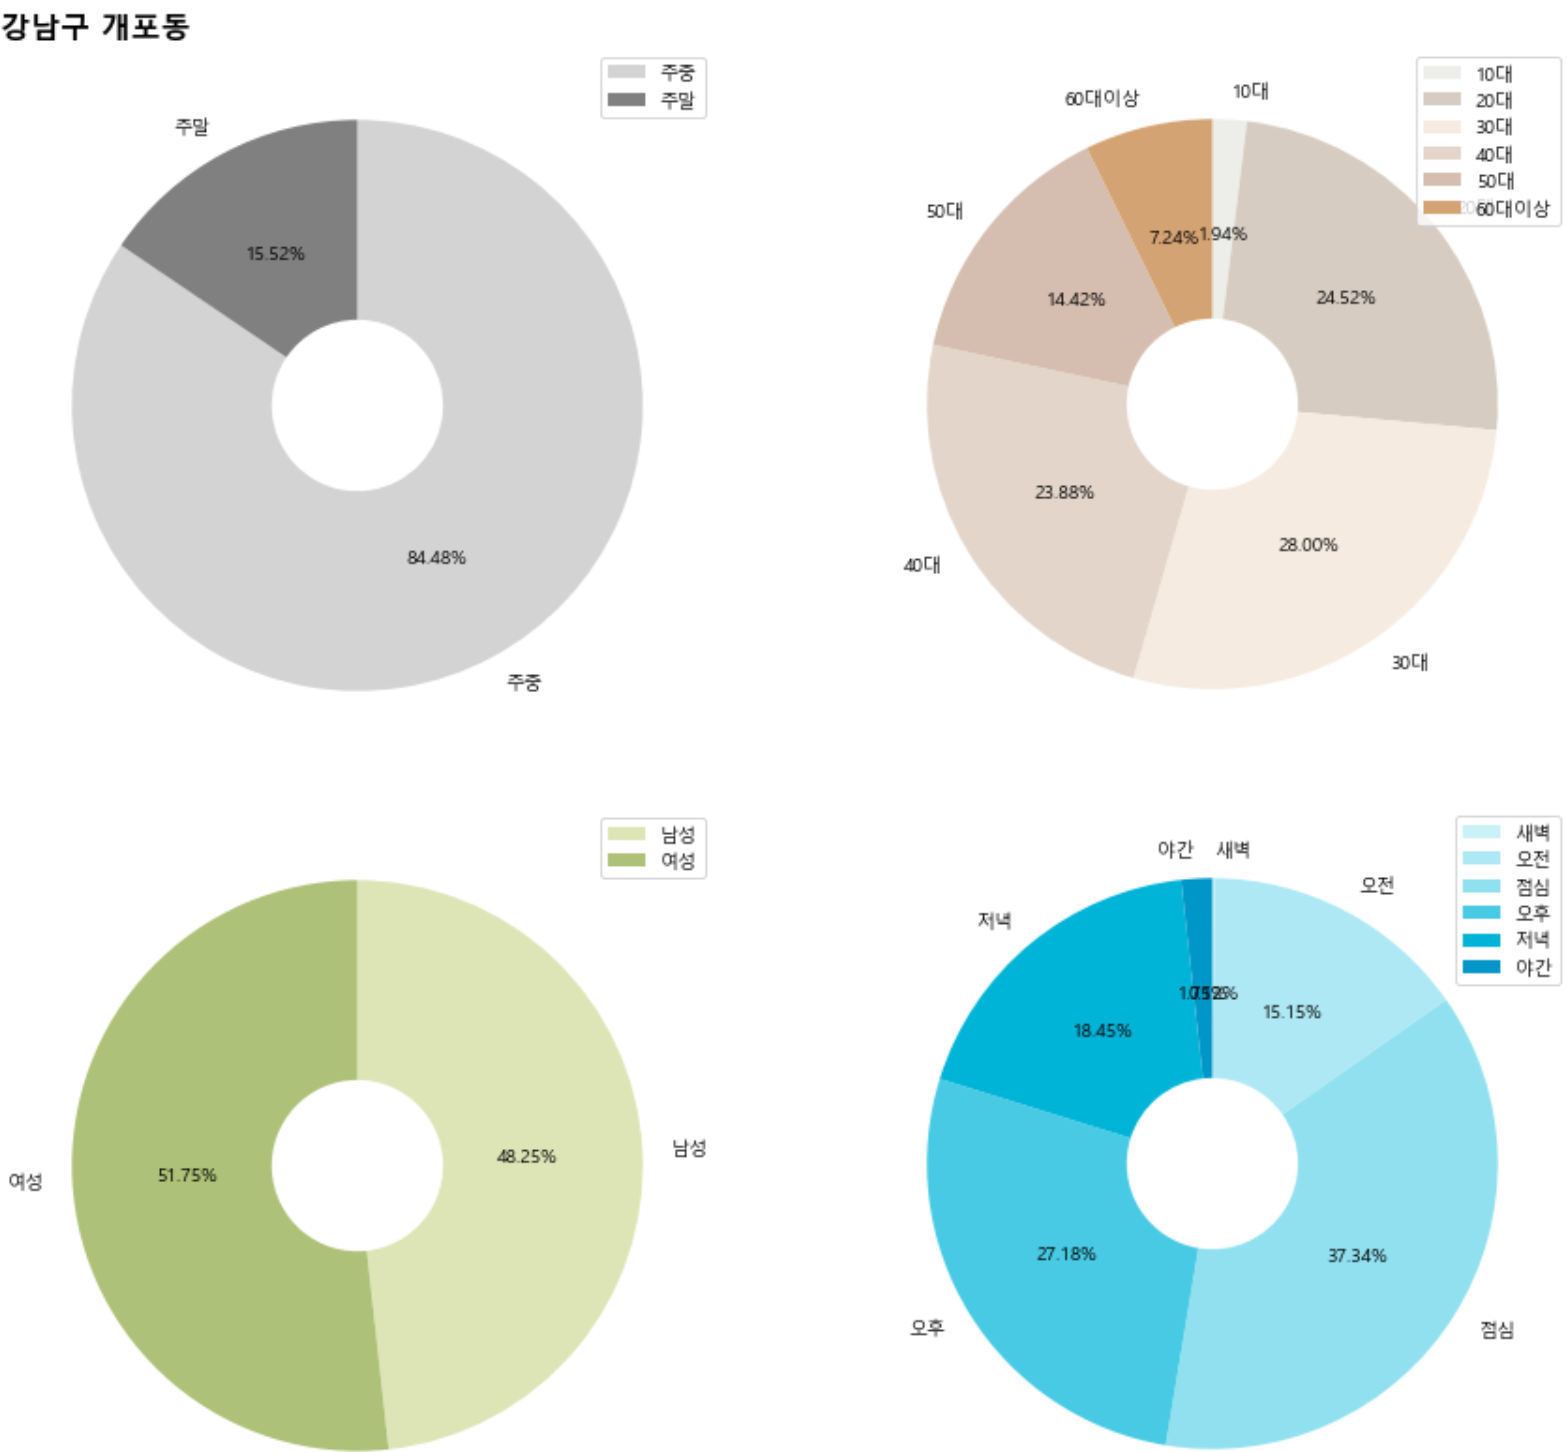 강남구 개포동
주중
주말
주말
15.52%
84.48%
주중
10대
20대
30대
40대
50대
60대이상
60대이상
10대
50대
7.24%
1.94%
14.42%
24.52%
23.88%
28.00%
40대
30대
남성
여성
여성
51.75%
48.25%
남성
새벽
오전
점심
오후
저녁
야간
야간
새벽
오전
저녁
15.15%
18.45%
27.18%
37.34%
오후
점심